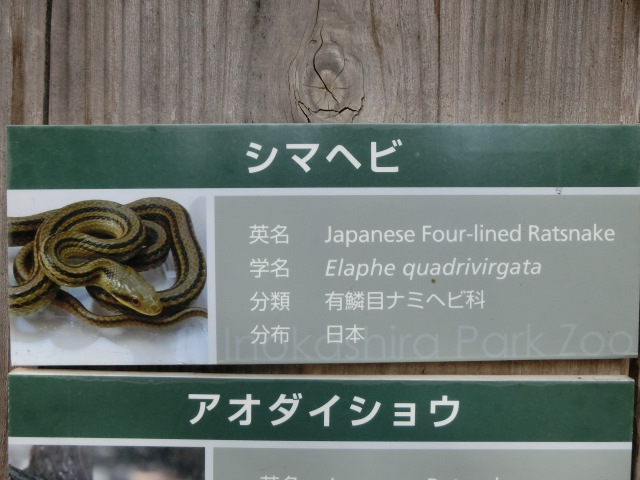 シマヘビ
英名 Japanese Four-lined Ratsnake
学名 Elaphe quadrivirgata
分類 有鱗目ナミヘビ科
分布 日本
Inokashira Park Zoo
アオダイショウ